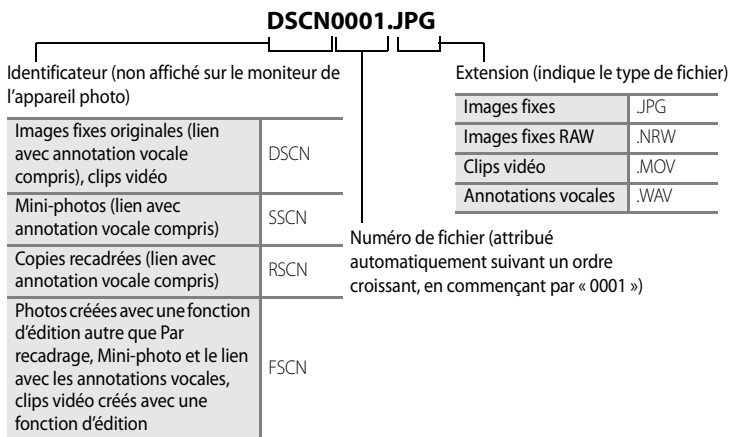 DSCN0001.JPG
Identificateur (non affiché sur le moniteur de
l'appareil photo)
Images fixes originales (lien
avec annotation vocale
compris), clips vidéo
DSCN
Mini-photos (lien avec
annotation vocale compris)
SSCN
Copies recadrées (lien avec
annotation vocale compris)
RSCN
Photos créées avec une fonction
d'édition autre que Par
recadrage, Mini-photo et le lien
avec les annotations vocales,
clips vidéo créés avec une
fonction d'édition
FSCN
Numéro de fichier (attribué
automatiquement suivant un ordre
croissant, en commençant par « 0001 »)
Extension (indique le type de fichier)
Images fixes .JPG
Images fixes RAW .NRW
Clips vidéo .MOV
Annotations vocales .WAV